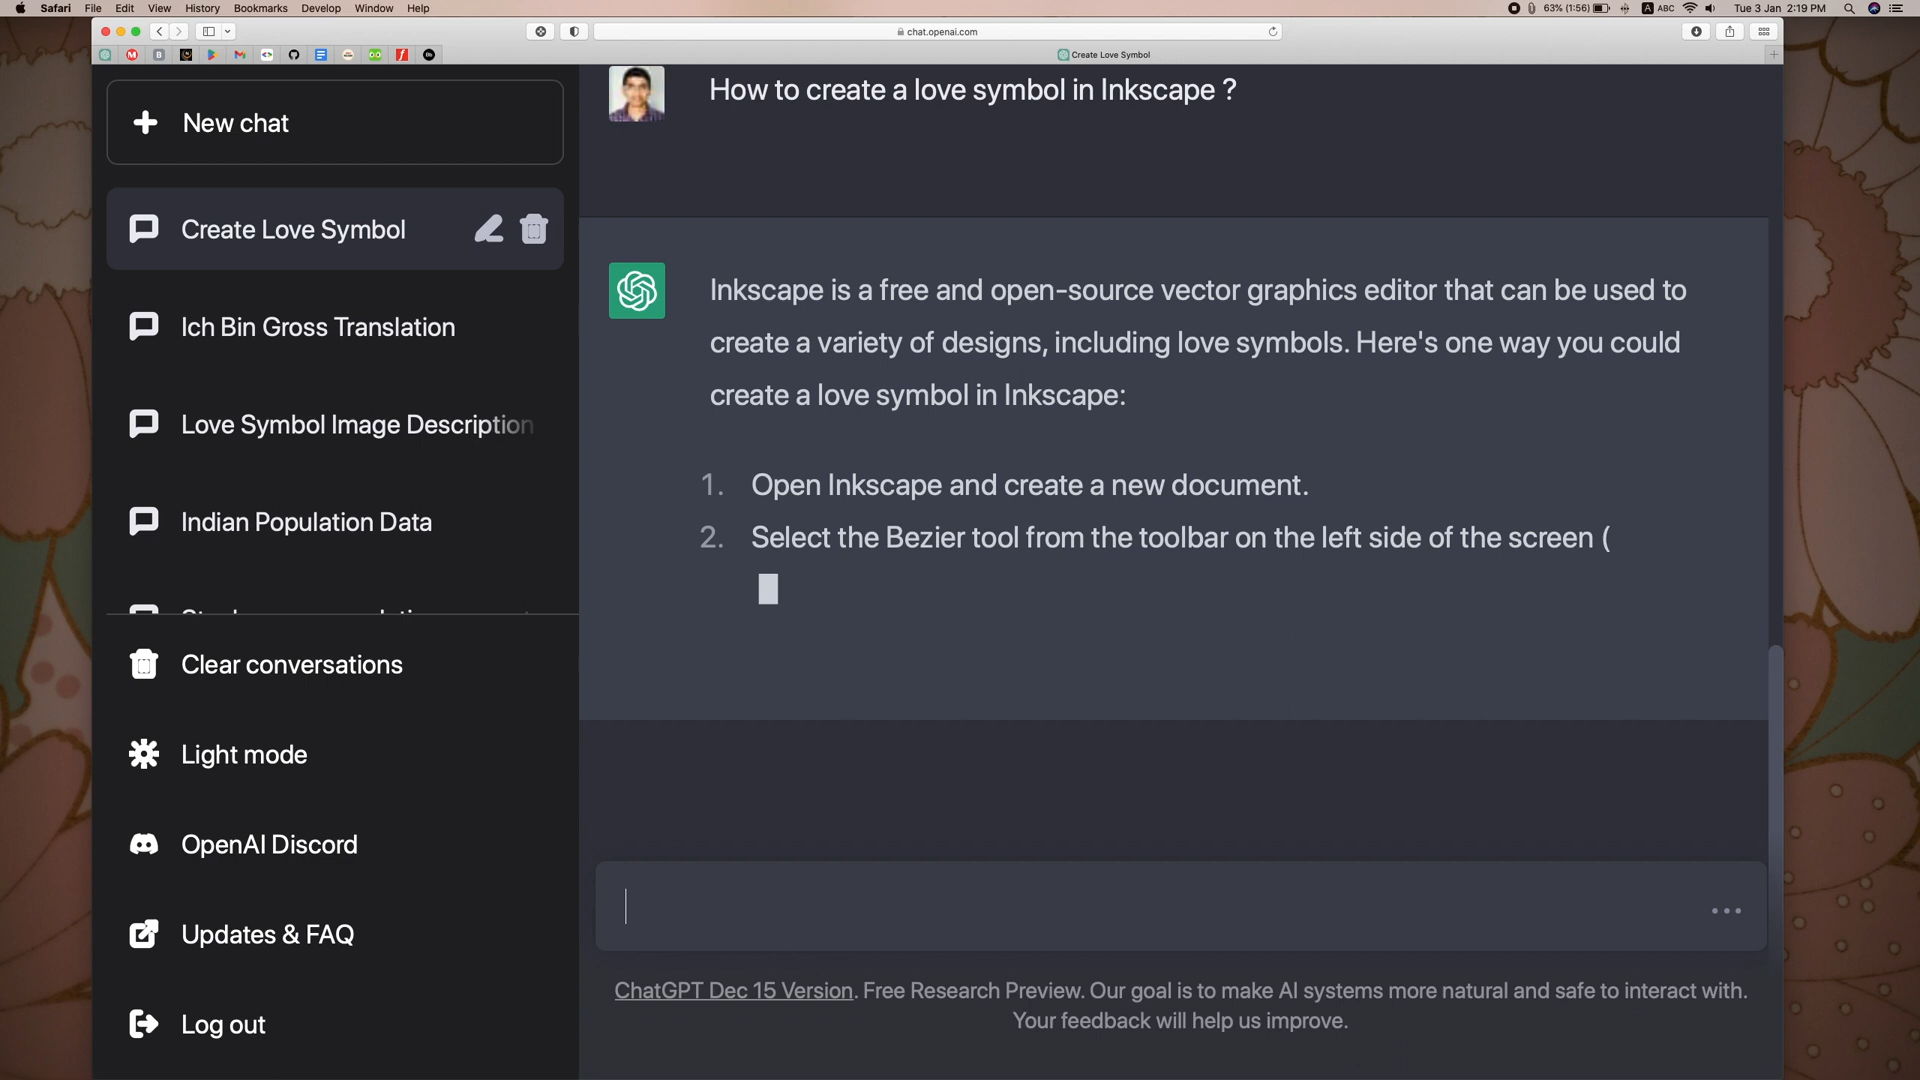 Safari File Edit View History Bookmarks Develop Window Help
63% (1:56) A ABC Tue 3 Jan 2:19 PM
chat.openai.com
Create Love Symbol
New chat
Create Love Symbol
Ich Bin Gross Translation
Love Symbol Image Description
Indian Population Data
Clear conversations
Light mode
OpenAI Discord
Updates & FAQ
Log out
How to create a love symbol in Inkscape ?
Inkscape is a free and open-source vector graphics editor that can be used to
create a variety of designs, including love symbols. Here's one way you could
create a love symbol in Inkscape:
1. Open Inkscape and create a new document.
2. Select the Bezier tool from the toolbar on the left side of the screen (
ChatGPT Dec 15 Version. Free Research Preview. Our goal is to make AI systems more natural and safe to interact with.
Your feedback will help us improve.